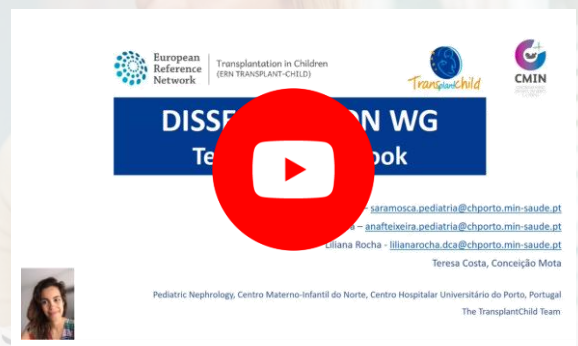 European
Reference
Network
Transplantation in Children
(ERN TRANSPLANT-CHILD)
Transplantchild
CMIN
DISSE N WG
Te ok
- saramosca.pediatria@chporto.min-saude.pt
– anafteixeira.pediatria@chporto.min-saude.pt
Liliana Rocha - lilianarocha.dca@chporto.min-saude.pt
Teresa Costa, Conceição Mota
Pediatric Nephrology, Centro Materno-Infantil do Norte, Centro Hospitalar Universitário do Porto, Portugal
The TransplantChild Team